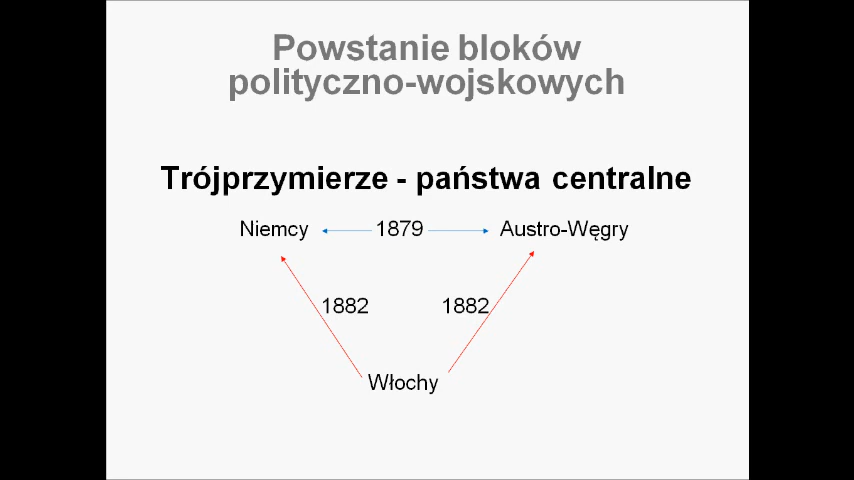 Powstanie bloków
polityczno-wojskowych
Trójprzymierze - państwa centralne
Niemcy 1879 Austro-Węgry
1882 1882
Włochy